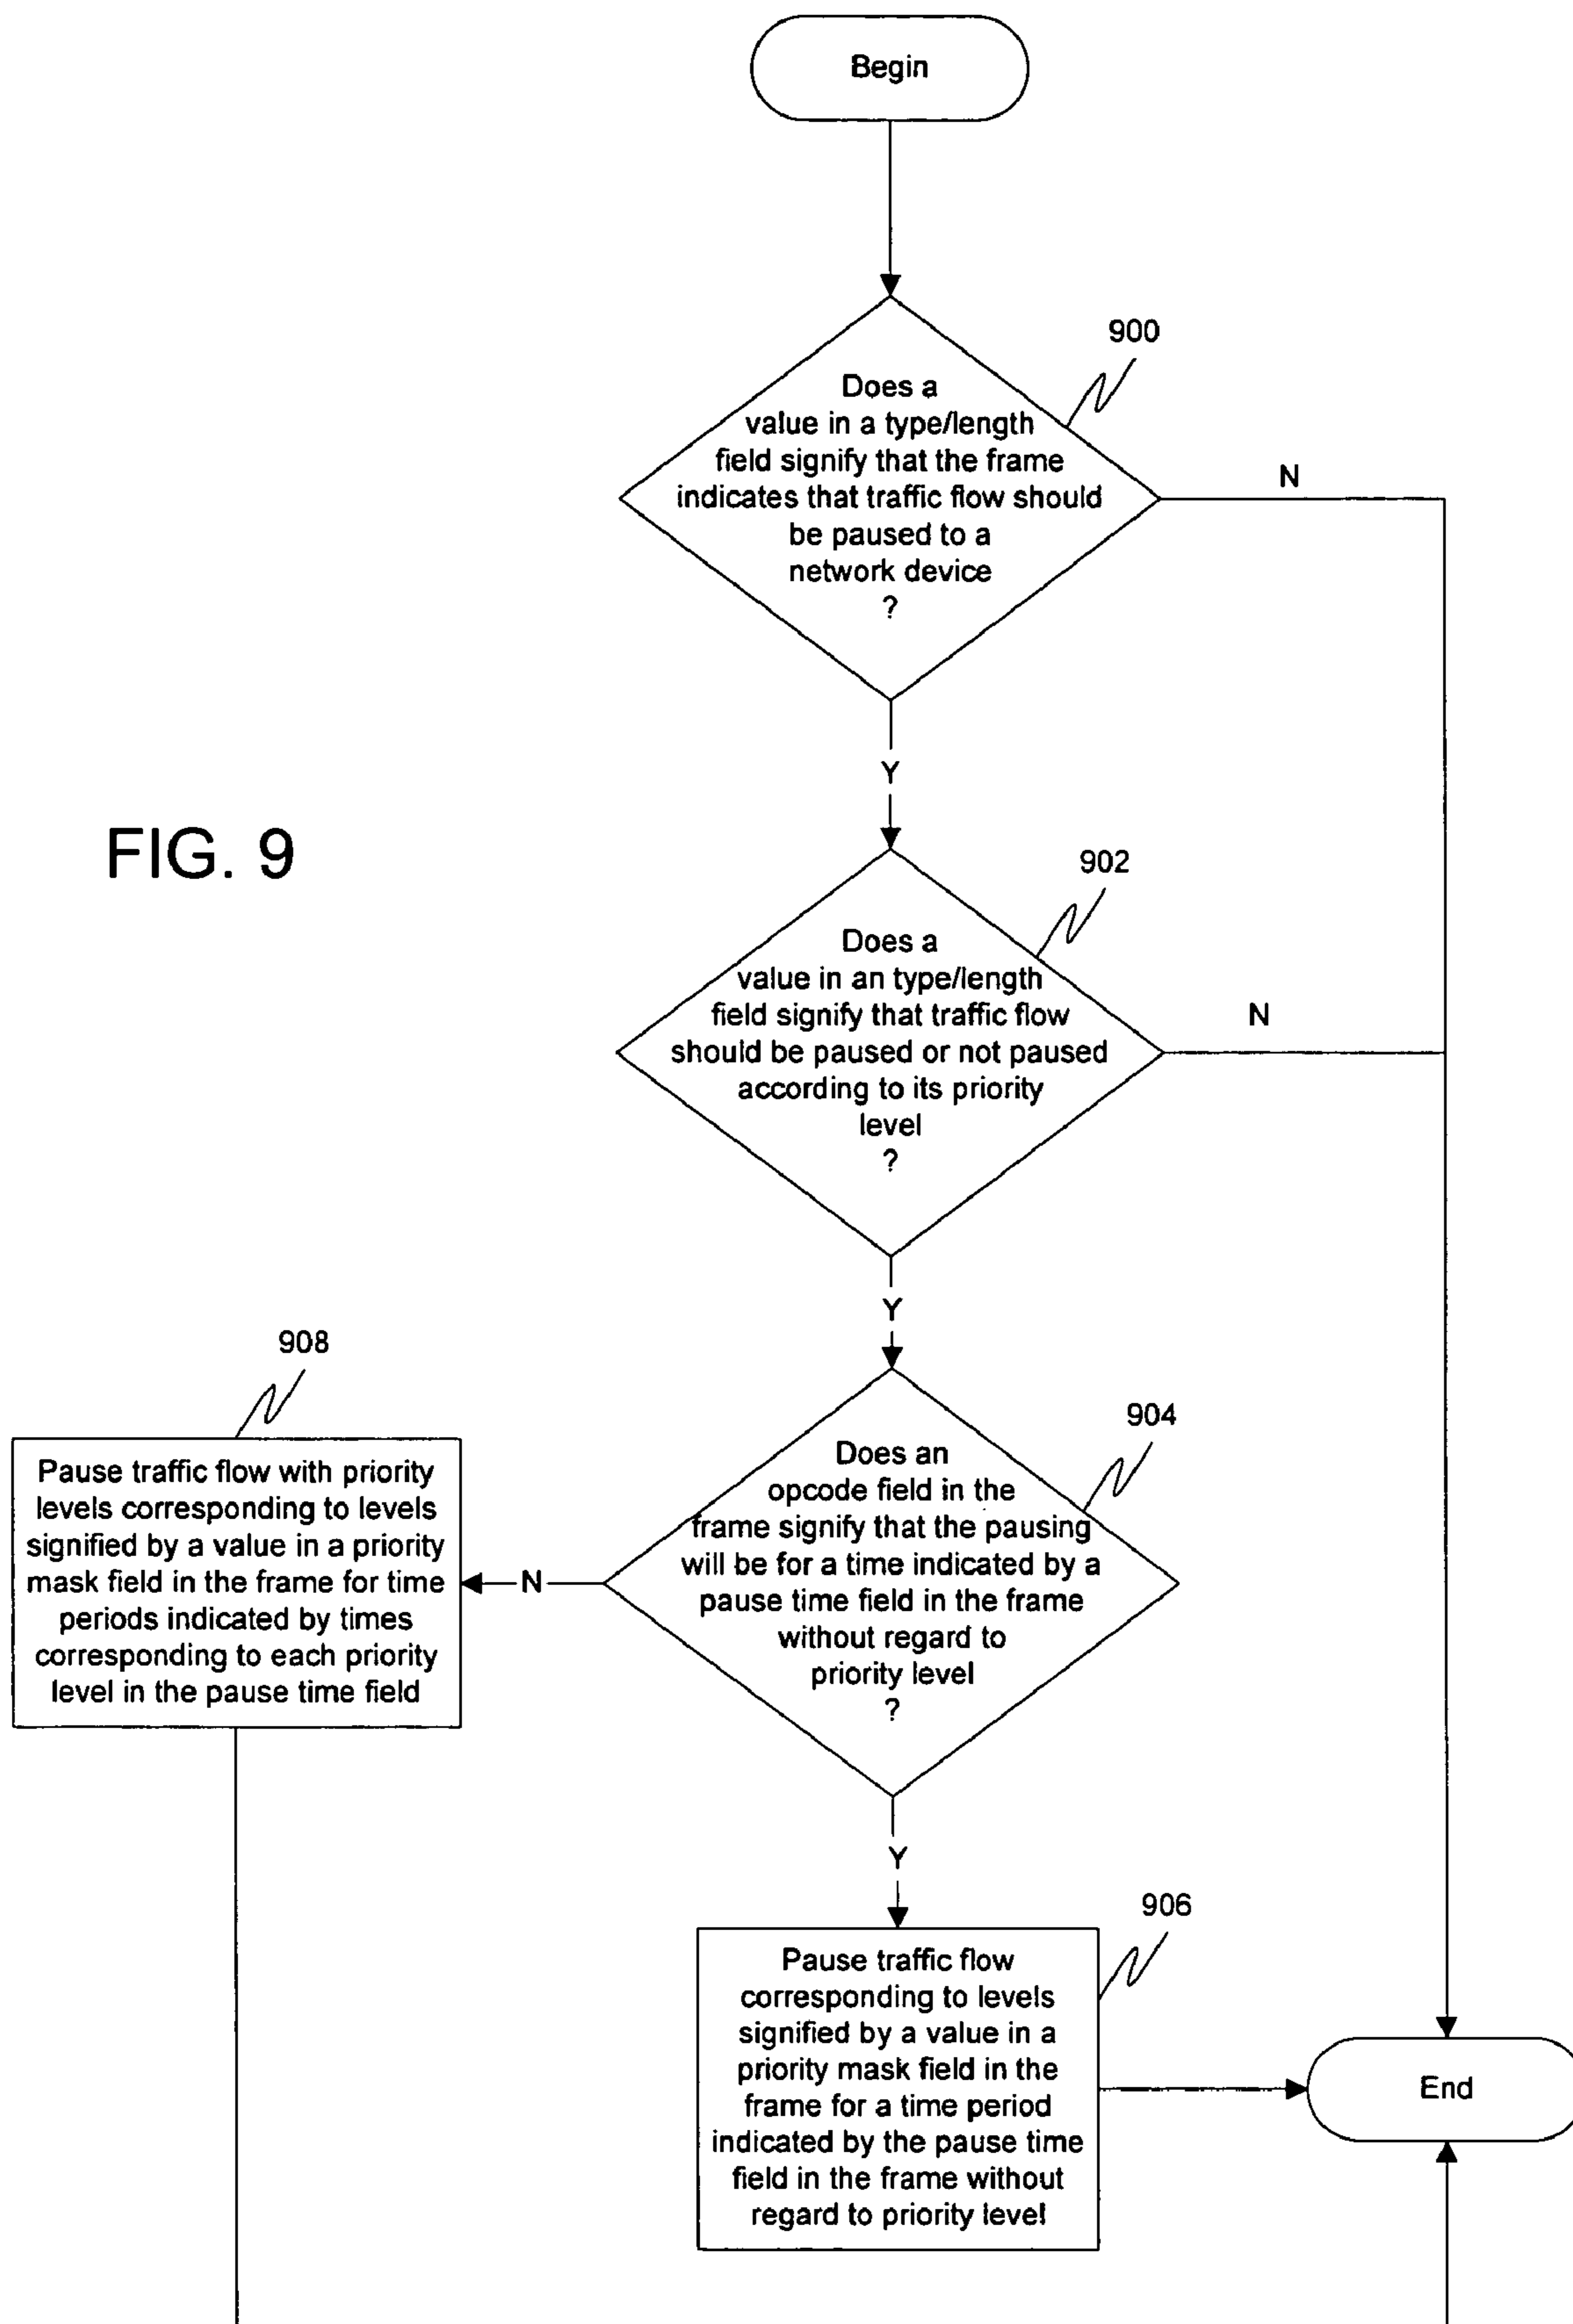 Begin
900
Does a
value in a type/length
field signify that the frame
indicates that traffic flow should
be paused to a
network device
?
N
Y
FIG. 9
902
Does a
value in an type/length
field signify that traffic flow
should be paused or not paused
according to its priority
level
?
N
Y
908
Pause traffic flow with priority
levels corresponding to levels
signified by a value in a priority
mask field in the frame for time
periods indicated by times
corresponding to each priority
level in the pause time field
904
Does an
opcode field in the
frame signify that the pausing
will be for a time indicated by a
pause time field in the frame
without regard to
priority level
?
N
Y
906
Pause traffic flow
corresponding to levels
signified by a value in a
priority mask field in the
frame for a time period
indicated by the pause time
field in the frame without
regard to priority level
End